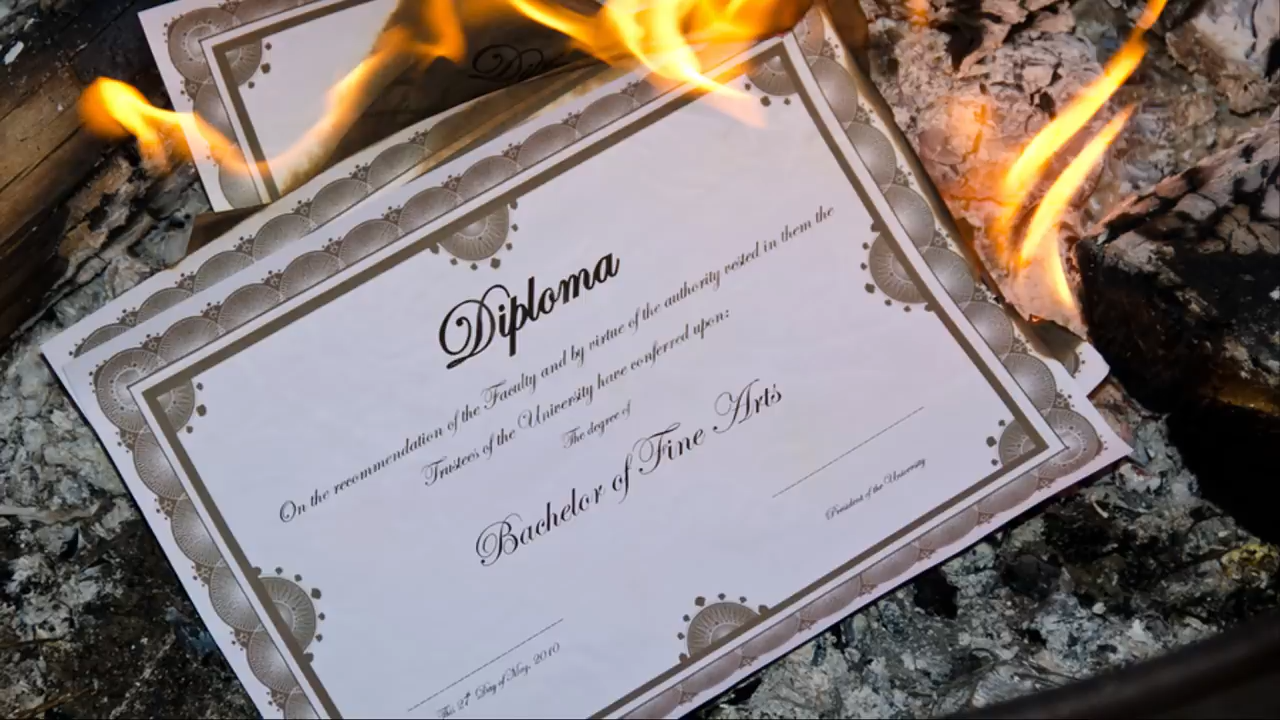 Diploma
On the recommendation of the Faculty and by virtue of the authority vested in them the
Trustees of the University have conferred upon:
The degree of
Bachelor of Fine Arts
President of the University
This 27th Day of May, 2010